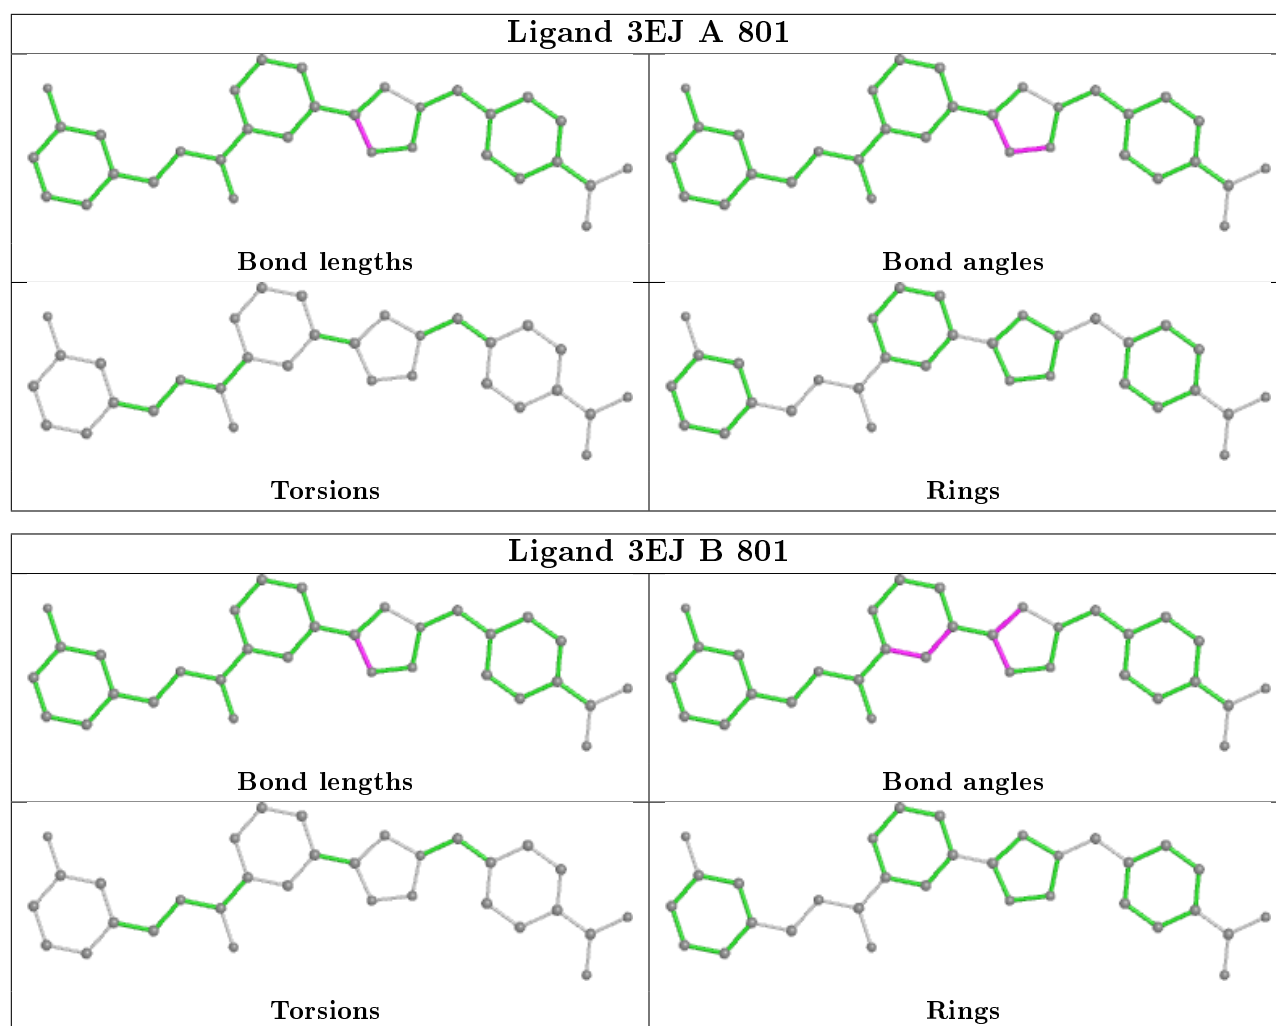 Ligand 3EJ A 801
Bond lengths
Bond angles
Torsions
Rings
Ligand 3EJ B 801
Bond lengths
Bond angles
Torsions
Rings